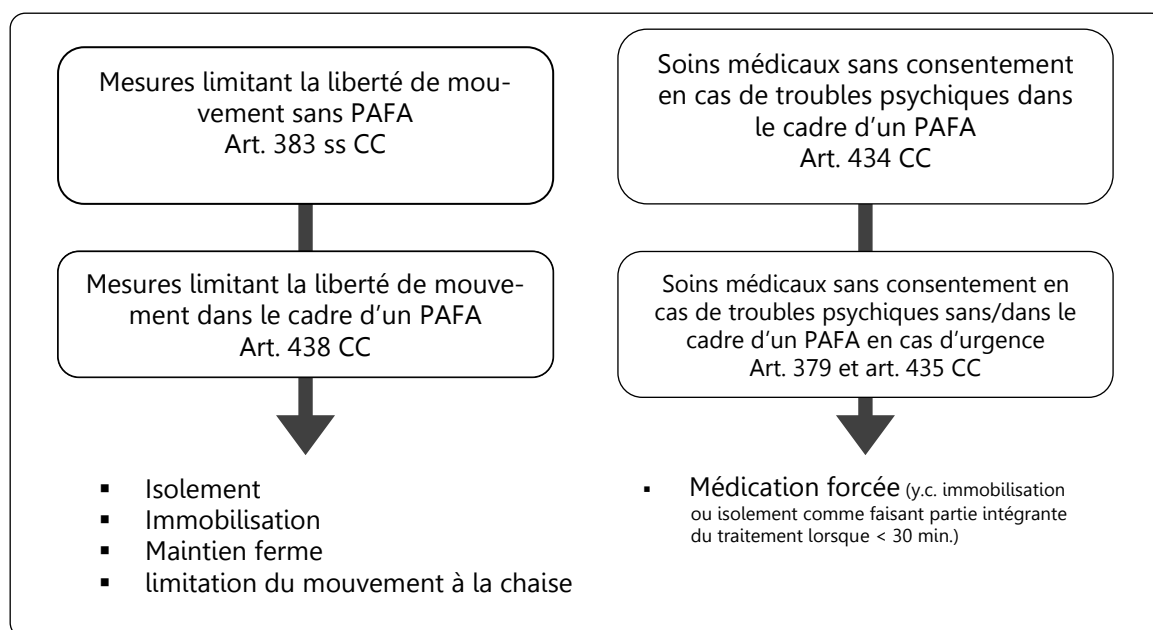 Mesures limitant la liberté de mou-
vement sans PAFA
Art. 383 ss CC
Mesures limitant la liberté de mouve-
ment dans le cadre d'un PAFA
Art. 438 CC
▪ Isolement
▪ Immobilisation
▪ Maintien ferme
▪ limitation du mouvement à la chaise
Soins médicaux sans consentement
en cas de troubles psychiques dans
le cadre d'un PAFA
Art. 434 CC
Soins médicaux sans consentement en
cas de troubles psychiques sans/dans le
cadre d'un PAFA en cas d'urgence
Art. 379 et art. 435 CC
▪ Médication forcée (y.c. immobilisation
ou isolement comme faisant partie intégrante
du traitement lorsque < 30 min.)